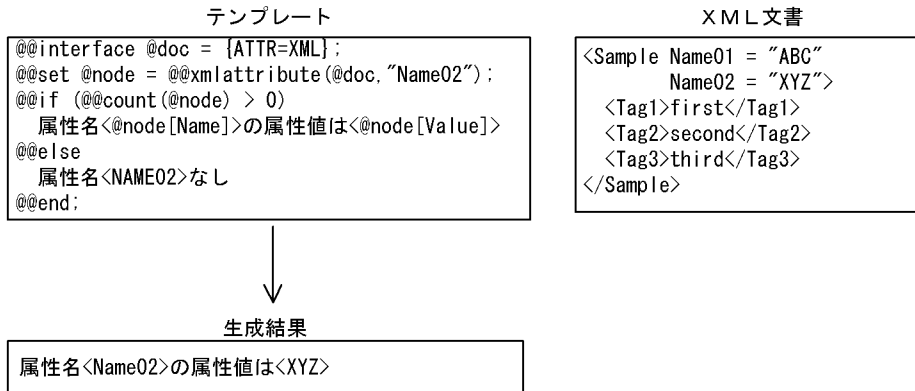 テンプレート
@@interface @doc = {ATTR=XML};
@@set @node = @@xmlattribute(@doc,"Name02");
@@if (@@count(@node) > 0)
属性名<@node[Name]>の属性値は<@node[Value]>
@@else
属性名<NAME02>なし
@@end;
ＸＭＬ文書
<Sample Name01 = "ABC"
Name02 = "XYZ">
<Tag1>first</Tag1>
<Tag2>second</Tag2>
<Tag3>third</Tag3>
</Sample>
生成結果
属性名<Name02>の属性値は<XYZ>